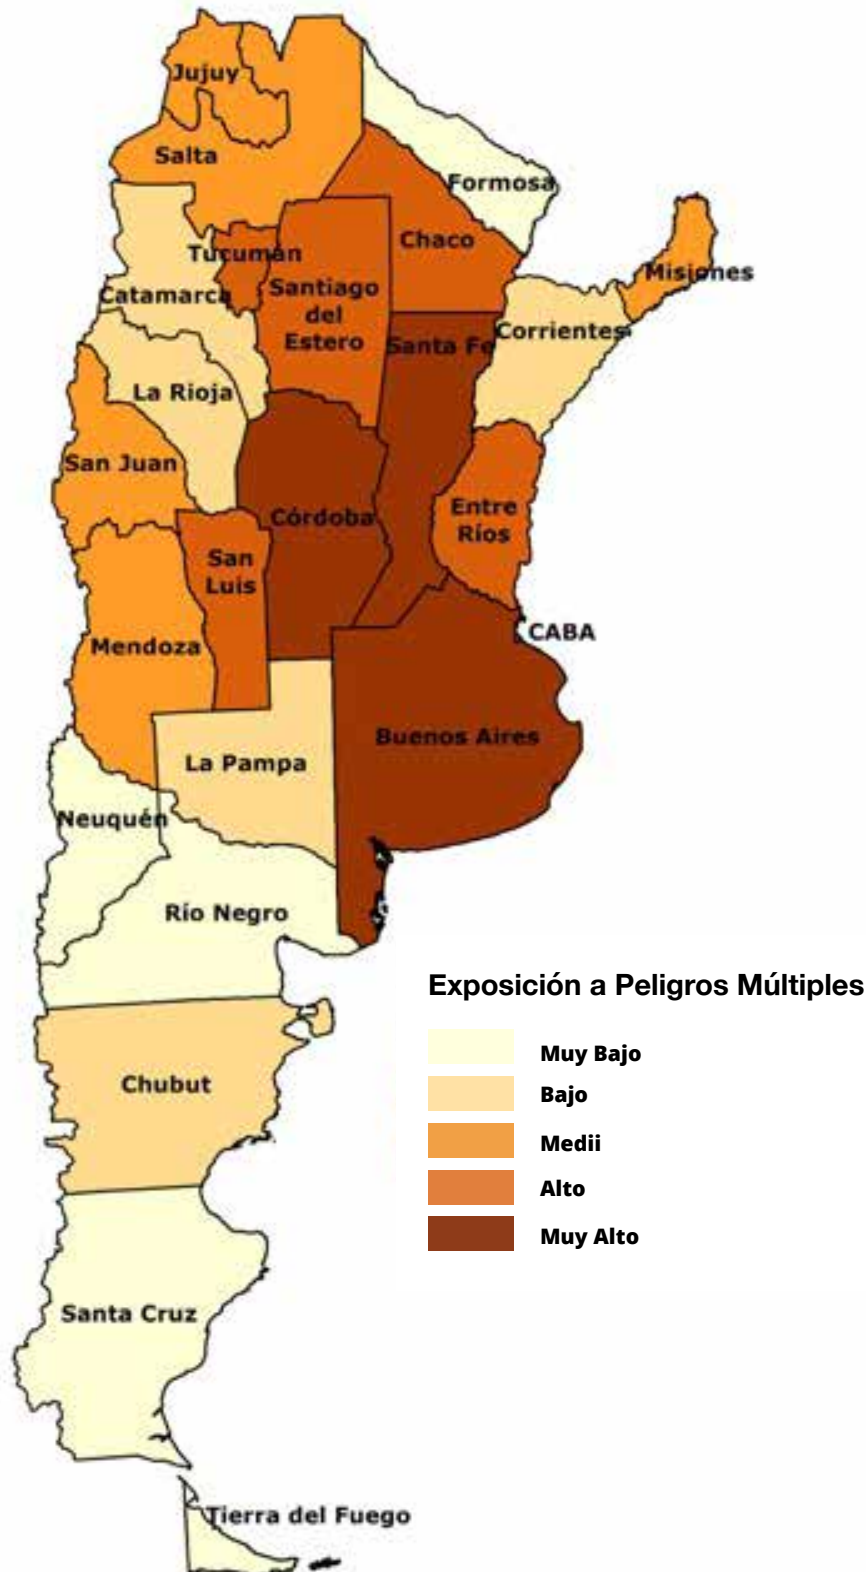 Jujuy
Salta
Formosa
Tucumán
Chaco
Misiones
Catamarca
Santiago
del
Estero
Corrientes
Santa Fe
La Rioja
San Juan
Córdoba
Entre
Ríos
San
Luis
CABA
Mendoza
Buenos Aires
La Pampa
Neuquén
Río Negro
Exposición a Peligros Múltiples
Muy Bajo
Bajo
Medii
Alto
Muy Alto
Chubut
Santa Cruz
Tierra del Fuego